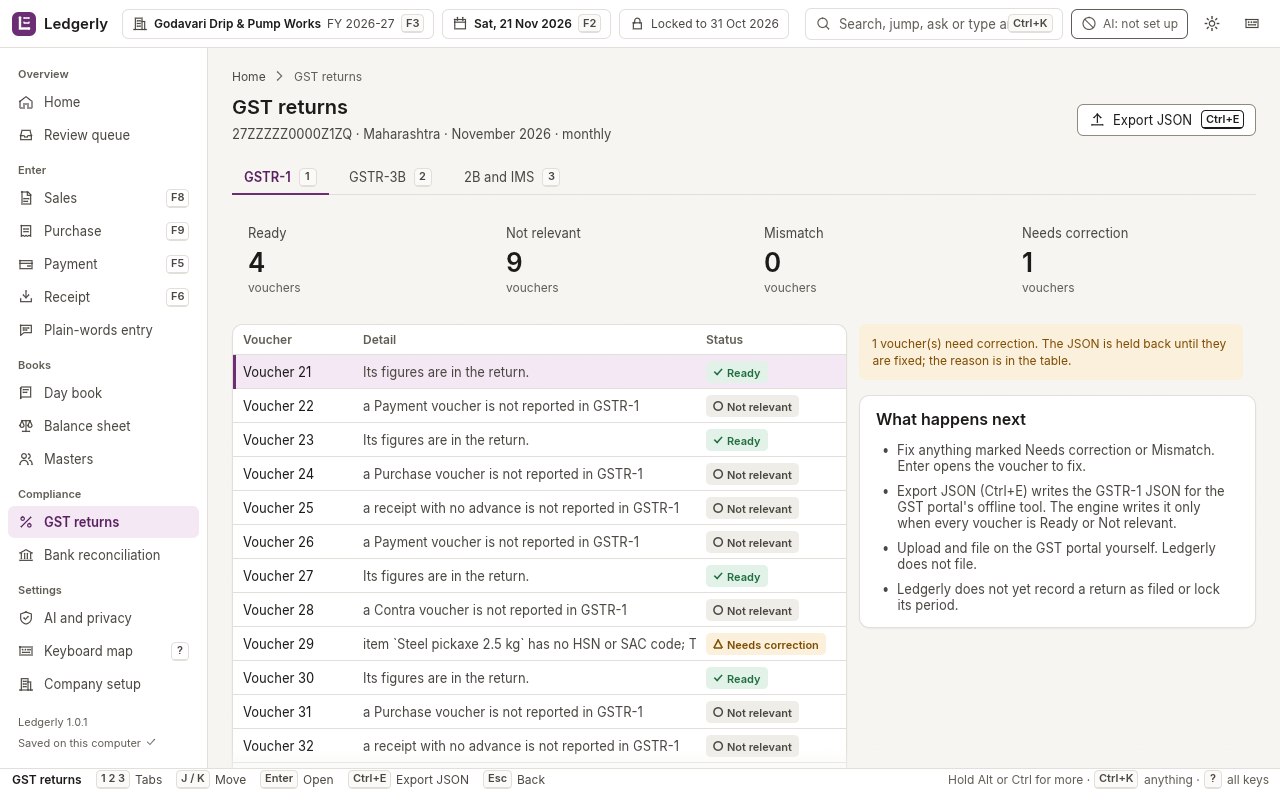 Ledgerly
Godavari Drip & Pump Works FY 2026-27 F3
Sat, 21 Nov 2026 F2
Locked to 31 Oct 2026
Search, jump, ask or type a Ctrl+K
AI: not set up
Overview
Home
Review queue
Enter
Sales F8
Purchase F9
Payment F5
Receipt F6
Plain-words entry
Books
Day book
Balance sheet
Masters
Compliance
GST returns
Bank reconciliation
Settings
AI and privacy
Keyboard map ?
Company setup
Ledgerly 1.0.1
Saved on this computer
Home GST returns
GST returns
27ZZZZZ0000Z1ZQ · Maharashtra · November 2026 · monthly
Export JSON Ctrl+E
GSTR-1 1 GSTR-3B 2 2B and IMS 3
Ready Not relevant Mismatch Needs correction
4 9 0 1
vouchers vouchers vouchers vouchers
Voucher Detail Status
Voucher 21 Its figures are in the return. Ready
Voucher 22 a Payment voucher is not reported in GSTR-1 Not relevant
Voucher 23 Its figures are in the return. Ready
Voucher 24 a Purchase voucher is not reported in GSTR-1 Not relevant
Voucher 25 a receipt with no advance is not reported in GSTR-1 Not relevant
Voucher 26 a Payment voucher is not reported in GSTR-1 Not relevant
Voucher 27 Its figures are in the return. Ready
Voucher 28 a Contra voucher is not reported in GSTR-1 Not relevant
Voucher 29 item `Steel pickaxe 2.5 kg` has no HSN or SAC code; T Needs correction
Voucher 30 Its figures are in the return. Ready
Voucher 31 a Purchase voucher is not reported in GSTR-1 Not relevant
Voucher 32 a receipt with no advance is not reported in GSTR-1 Not relevant
1 voucher(s) need correction. The JSON is held back until they
are fixed; the reason is in the table.
What happens next
• Fix anything marked Needs correction or Mismatch.
Enter opens the voucher to fix.
• Export JSON (Ctrl+E) writes the GSTR-1 JSON for the
GST portal's offline tool. The engine writes it only
when every voucher is Ready or Not relevant.
• Upload and file on the GST portal yourself. Ledgerly
does not file.
• Ledgerly does not yet record a return as filed or lock
its period.
GST returns 1 2 3 Tabs J / K Move Enter Open Ctrl+E Export JSON Esc Back
Hold Alt or Ctrl for more · Ctrl+K anything · ? all keys